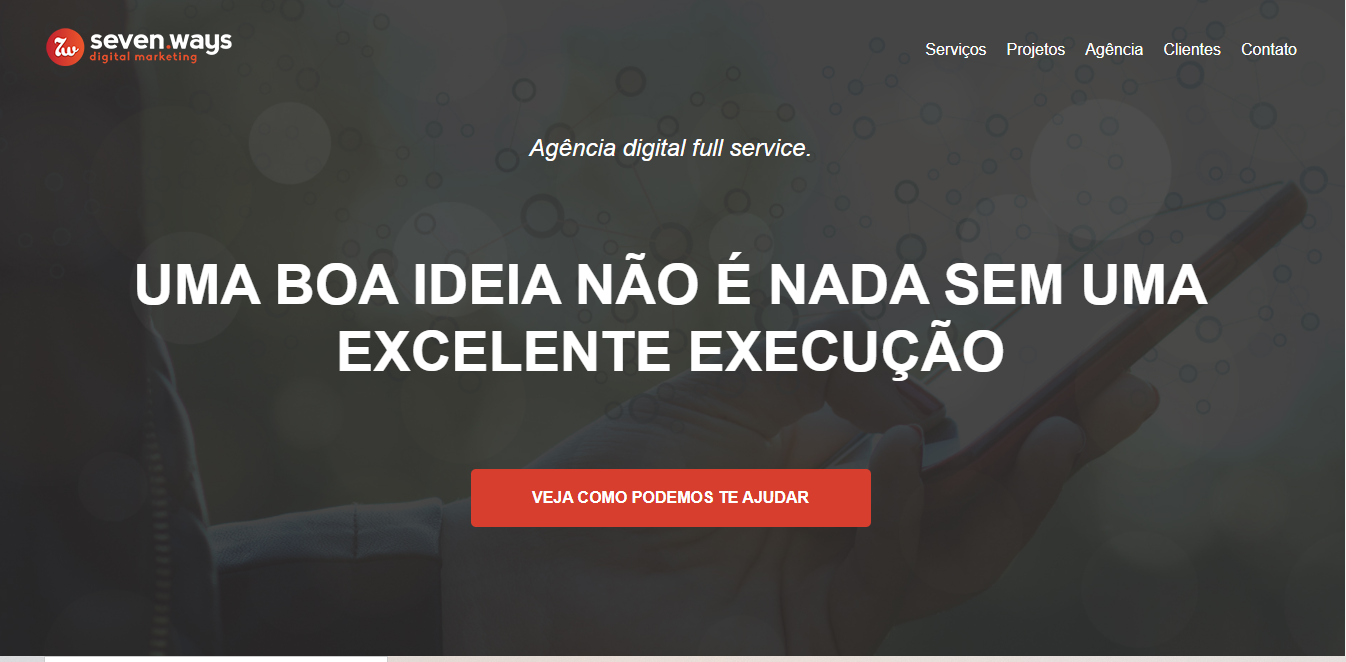 7w seven.ways
digital marketing
Serviços Projetos Agência Clientes Contato
Agência digital full service.
UMA BOA IDEIA NÃO É NADA SEM UMA
EXCELENTE EXECUÇÃO
VEJA COMO PODEMOS TE AJUDAR